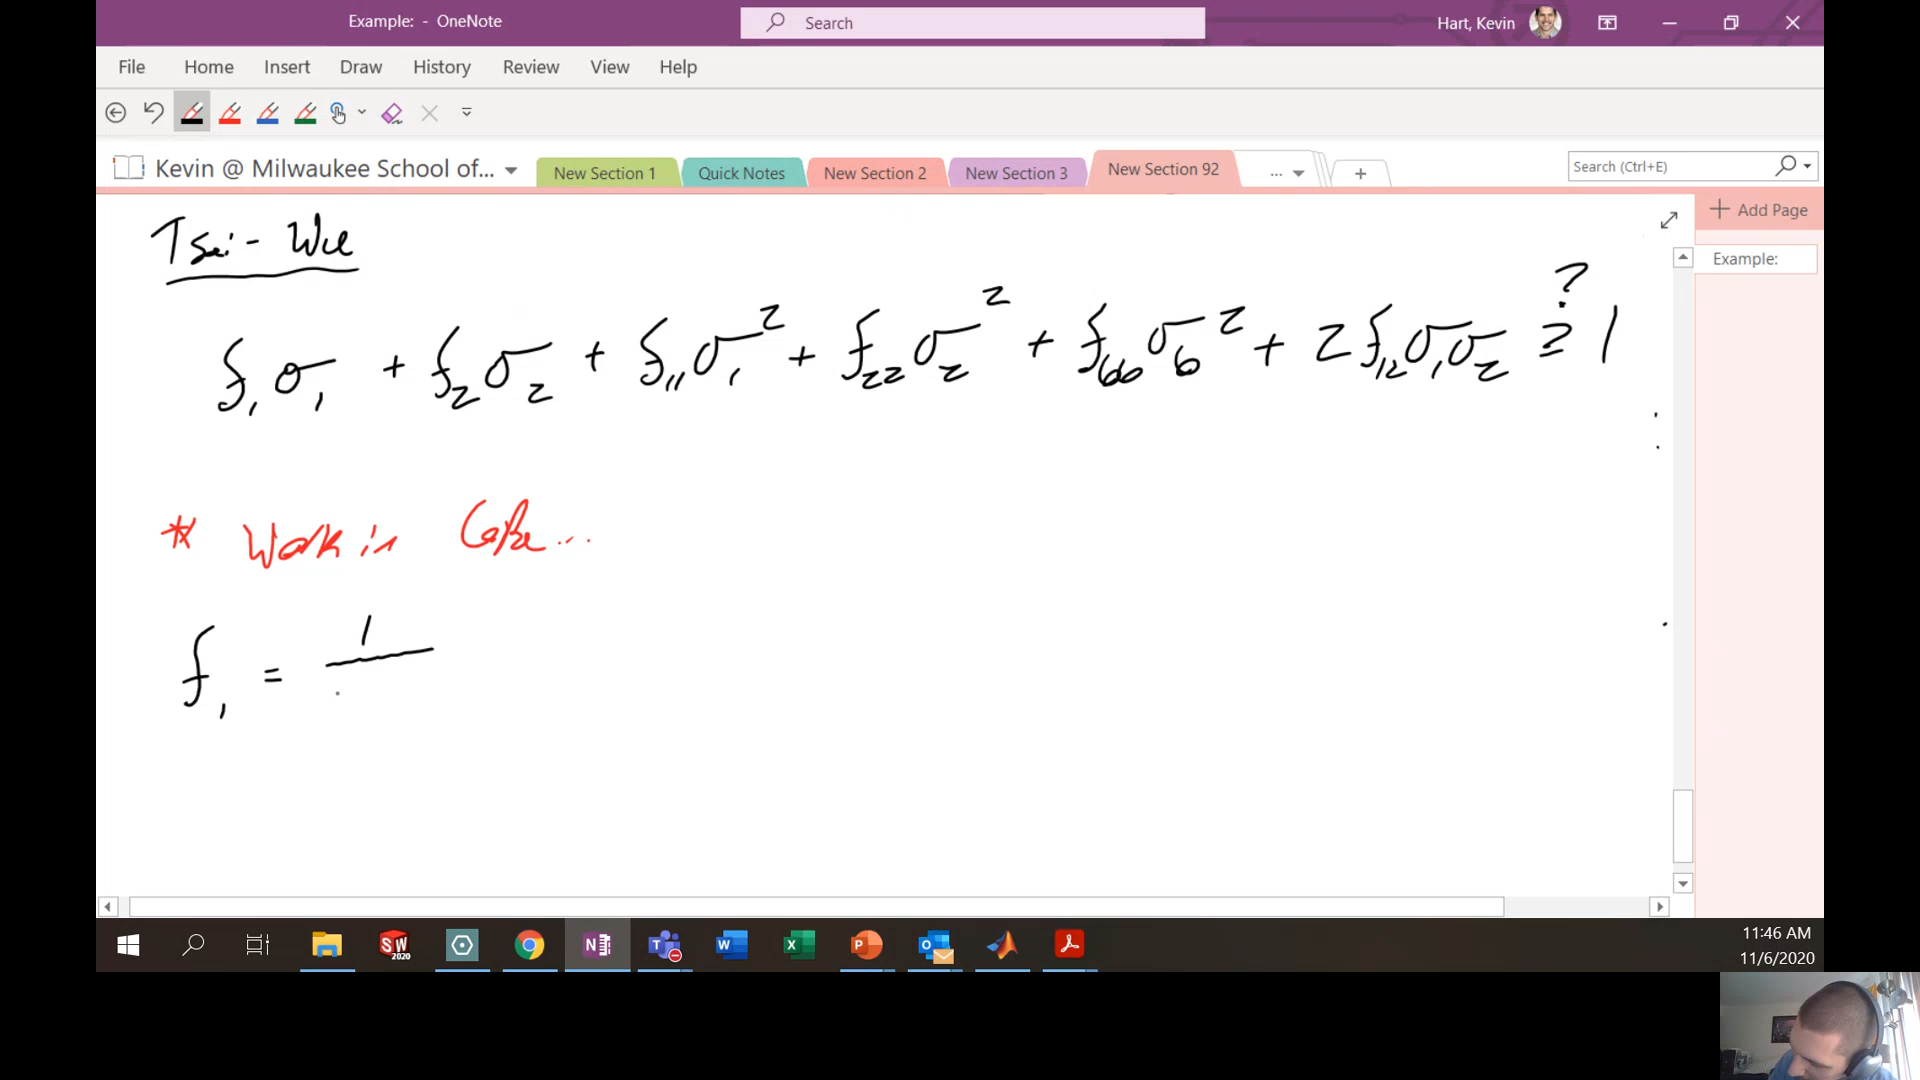 Example: - OneNote
Search
Hart, Kevin
File Home Insert Draw History Review View Help
Kevin @ Milwaukee School of...
New Section 1 Quick Notes New Section 2 New Section 3 New Section 92 ...
Search (Ctrl+E)
Add Page
Example:
Tsai - Wu
f₁σ₁ + f₂σ₂ + f₁₁σ₁² + f₂₂σ₂² + f₆₆σ₆² + 2f₁₂σ₁σ₂ ≥? 1
* Work in ...
f₁ = 1/
SW 2020
11:46 AM
11/6/2020